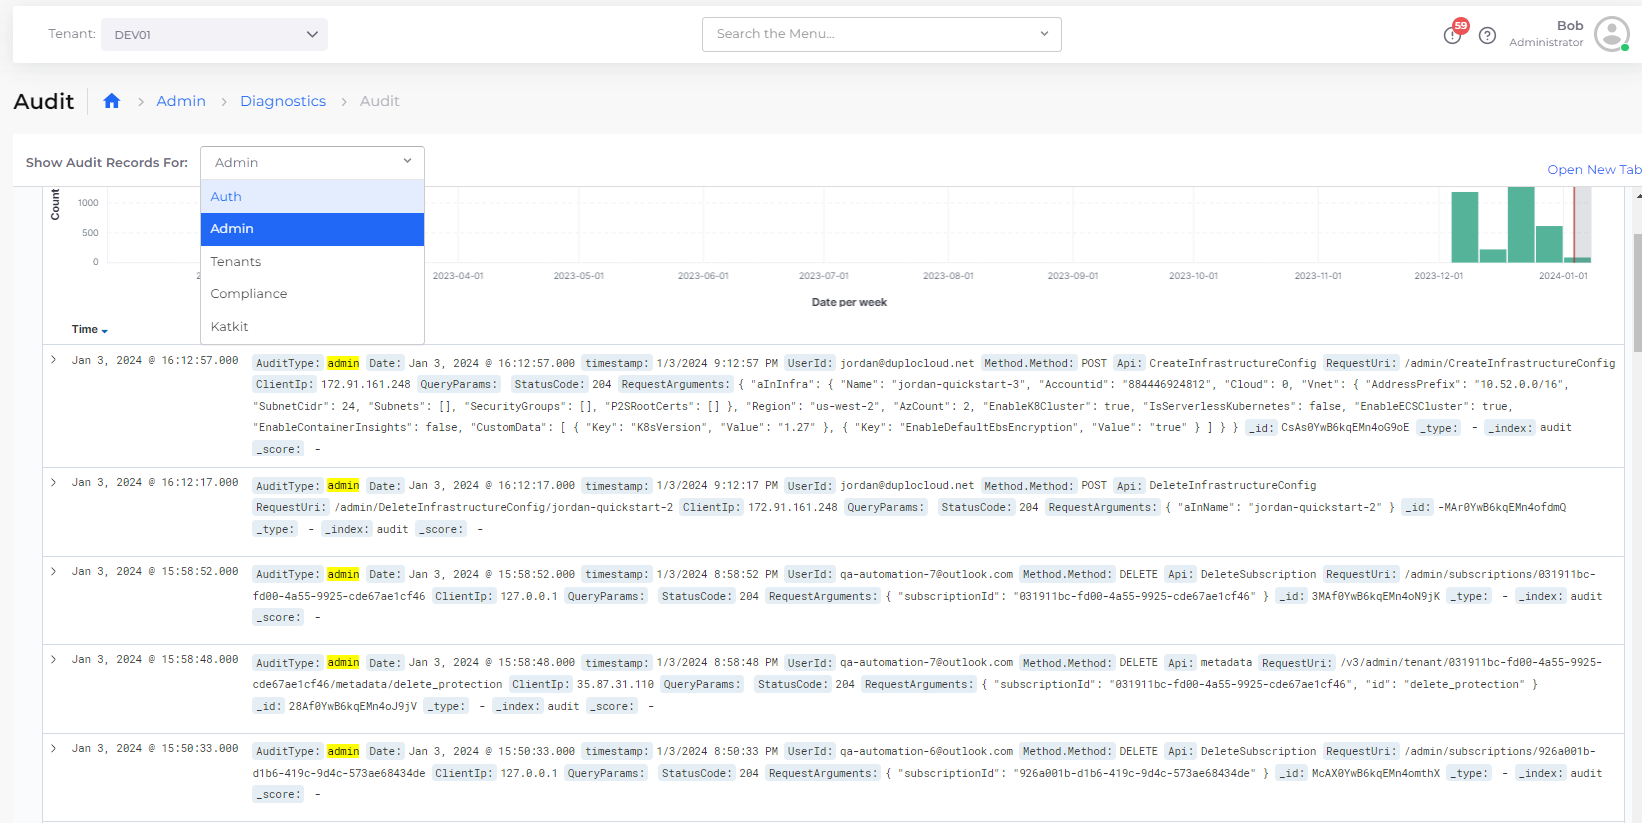 Tenant: DEV01 Search the Menu... 59 Bob
Administrator
Audit Admin Diagnostics Audit
Show Audit Records For: Admin
Open New Tab
Auth
Admin
Tenants
Compliance
Katkit
Count
1000
500
0
2023-04-01 2023-05-01 2023-06-01 2023-07-01 2023-08-01 2023-09-01 2023-10-01 2023-11-01 2023-12-01 2024-01-01
Date per week
Time
Jan 3, 2024 @ 16:12:57.000 AuditType: admin Date: Jan 3, 2024 @ 16:12:57.000 timestamp: 1/3/2024 9:12:57 PM UserId: jordan@duplocloud.net Method.Method: POST Api: CreateInfrastructureConfig RequestUri: /admin/CreateInfrastructureConfig
ClientIp: 172.91.161.248 QueryParams: StatusCode: 204 RequestArguments: { "aInInfra": { "Name": "jordan-quickstart-3", "Accountid": "884446924812", "Cloud": 0, "Vnet": { "AddressPrefix": "10.52.0.0/16",
"SubnetCidr": 24, "Subnets": [], "SecurityGroups": [], "P2SRootCerts": [] }, "Region": "us-west-2", "AzCount": 2, "EnableK8Cluster": true, "IsServerlessKubernetes": false, "EnableECSCluster": true,
"EnableContainerInsights": false, "CustomData": [ { "Key": "K8sVersion", "Value": "1.27" }, { "Key": "EnableDefaultEbsEncryption", "Value": "true" } ] } } _id: CsAs0YwB6kqEMn4oG9oE _type: - _index: audit
_score: -
Jan 3, 2024 @ 16:12:17.000 AuditType: admin Date: Jan 3, 2024 @ 16:12:17.000 timestamp: 1/3/2024 9:12:17 PM UserId: jordan@duplocloud.net Method.Method: POST Api: DeleteInfrastructureConfig
RequestUri: /admin/DeleteInfrastructureConfig/jordan-quickstart-2 ClientIp: 172.91.161.248 QueryParams: StatusCode: 204 RequestArguments: { "aInName": "jordan-quickstart-2" } _id: -MAr0YwB6kqEMn4ofdmQ
_type: - _index: audit _score: -
Jan 3, 2024 @ 15:58:52.000 AuditType: admin Date: Jan 3, 2024 @ 15:58:52.000 timestamp: 1/3/2024 8:58:52 PM UserId: qa-automation-7@outlook.com Method.Method: DELETE Api: DeleteSubscription RequestUri: /admin/subscriptions/031911bc-
fd00-4a55-9925-cde67ae1cf46 ClientIp: 127.0.0.1 QueryParams: StatusCode: 204 RequestArguments: { "subscriptionId": "031911bc-fd00-4a55-9925-cde67ae1cf46" } _id: 3MAf0YwB6kqEMn4oN9jK _type: - _index: audit
_score: -
Jan 3, 2024 @ 15:58:48.000 AuditType: admin Date: Jan 3, 2024 @ 15:58:48.000 timestamp: 1/3/2024 8:58:48 PM UserId: qa-automation-7@outlook.com Method.Method: DELETE Api: metadata RequestUri: /v3/admin/tenant/031911bc-fd00-4a55-9925-
cde67ae1cf46/metadata/delete_protection ClientIp: 35.87.31.110 QueryParams: StatusCode: 204 RequestArguments: { "subscriptionId": "031911bc-fd00-4a55-9925-cde67ae1cf46", "id": "delete_protection" }
_id: 28Af0YwB6kqEMn4oJ9jV _type: - _index: audit _score: -
Jan 3, 2024 @ 15:50:33.000 AuditType: admin Date: Jan 3, 2024 @ 15:50:33.000 timestamp: 1/3/2024 8:50:33 PM UserId: qa-automation-6@outlook.com Method.Method: DELETE Api: DeleteSubscription RequestUri: /admin/subscriptions/926a001b-
d1b6-419c-9d4c-573ae68434de ClientIp: 127.0.0.1 QueryParams: StatusCode: 204 RequestArguments: { "subscriptionId": "926a001b-d1b6-419c-9d4c-573ae68434de" } _id: McAX0YwB6kqEMn4omthX _type: - _index: audit
_score: -